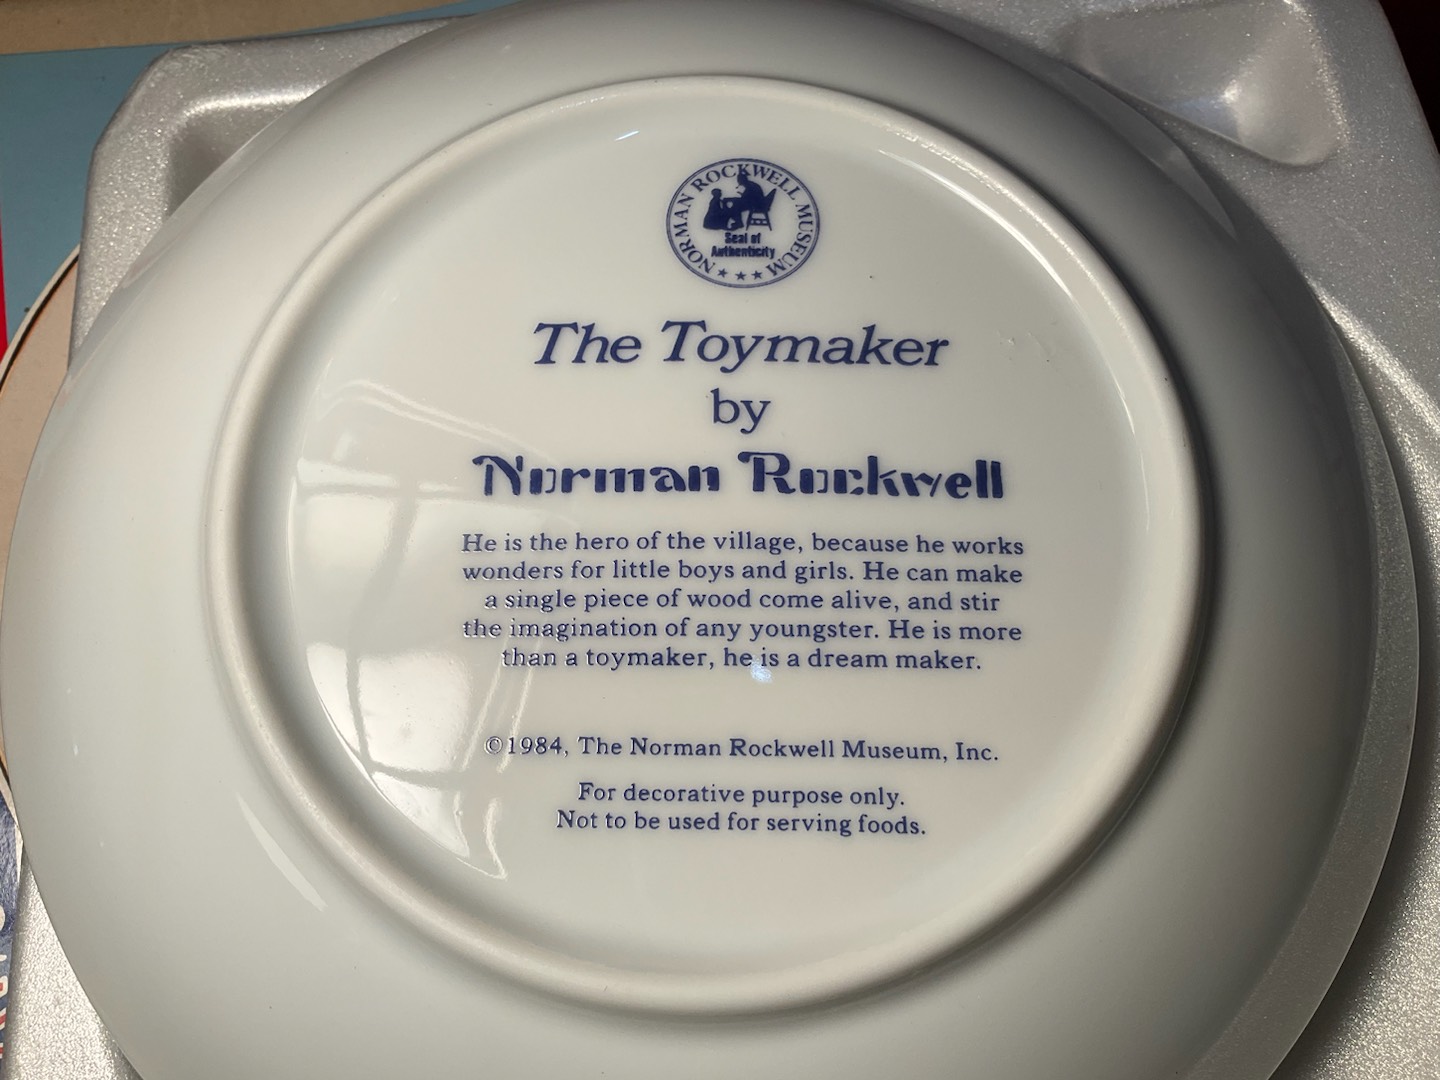 NORMAN ROCKWELL MUSEUM
Seal of
Authenticity
The Toymaker
by
Norman Rockwell
He is the hero of the village, because he works
wonders for little boys and girls. He can make
a single piece of wood come alive, and stir
the imagination of any youngster. He is more
than a toymaker, he is a dream maker.
©1984, The Norman Rockwell Museum, Inc.
For decorative purpose only.
Not to be used for serving foods.